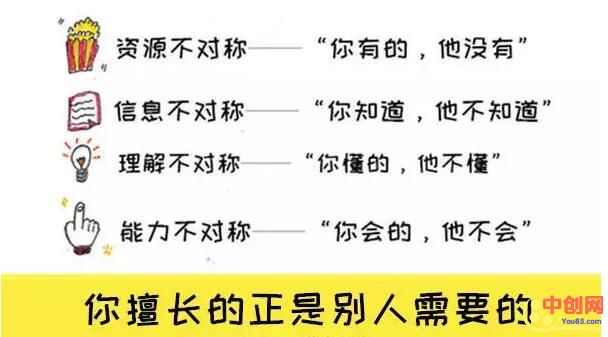 资源不对称——“你有的，他没有”
信息不对称——“你知道，他不知道”
理解不对称——“你懂的，他不懂”
能力不对称——“你会的，他不会”
你擅长的正是别人需要的
中创网
You85.com